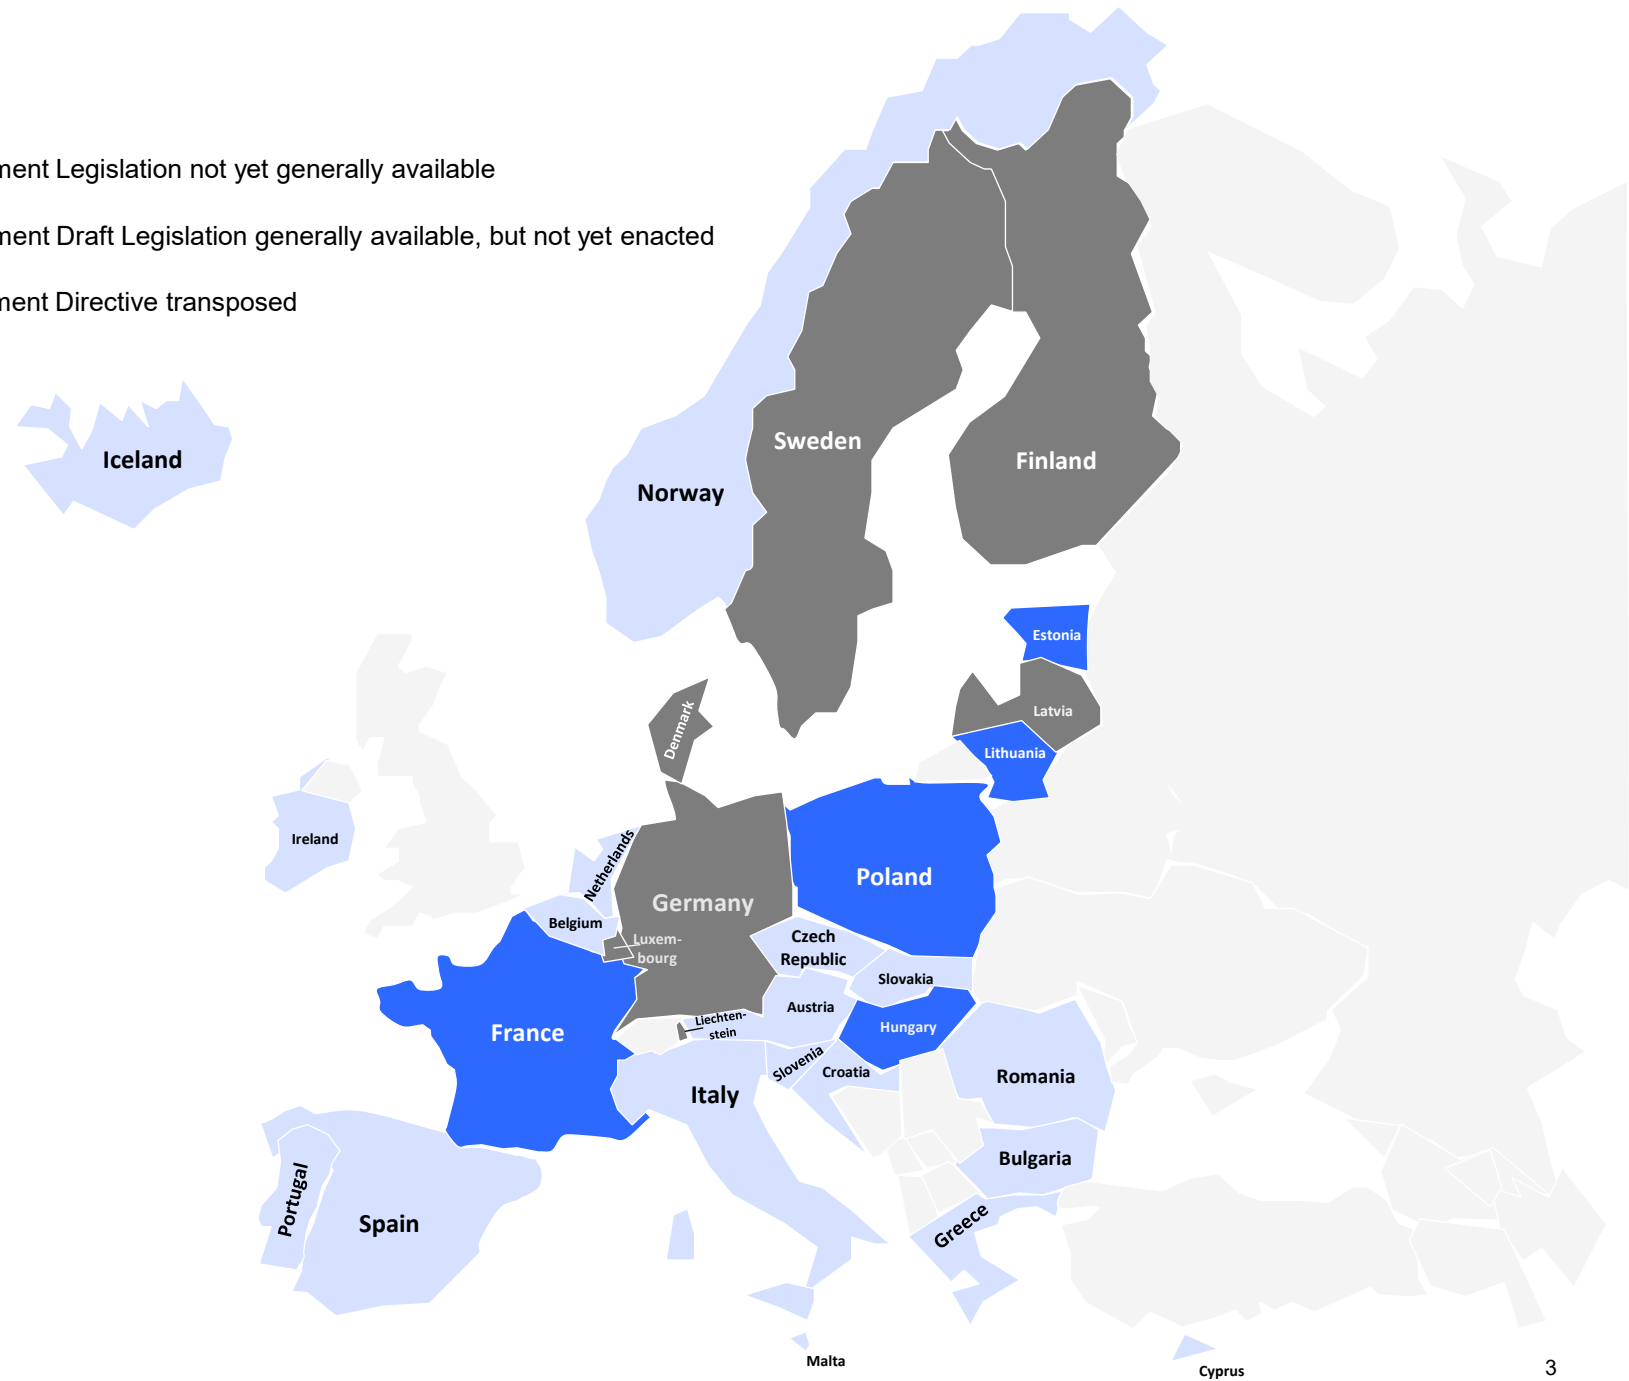 ment Legislation not yet generally available
ment Draft Legislation generally available, but not yet enacted
ment Directive transposed
Iceland
Norway
Sweden
Finland
Estonia
Latvia
Lithuania
Denmark
Ireland
Netherlands
Belgium
Germany
Luxem-
bourg
Poland
Czech
Republic
Slovakia
Austria
Liechten-
stein
Hungary
France
Slovenia
Croatia
Italy
Romania
Bulgaria
Portugal
Spain
Greece
Malta
Cyprus
3